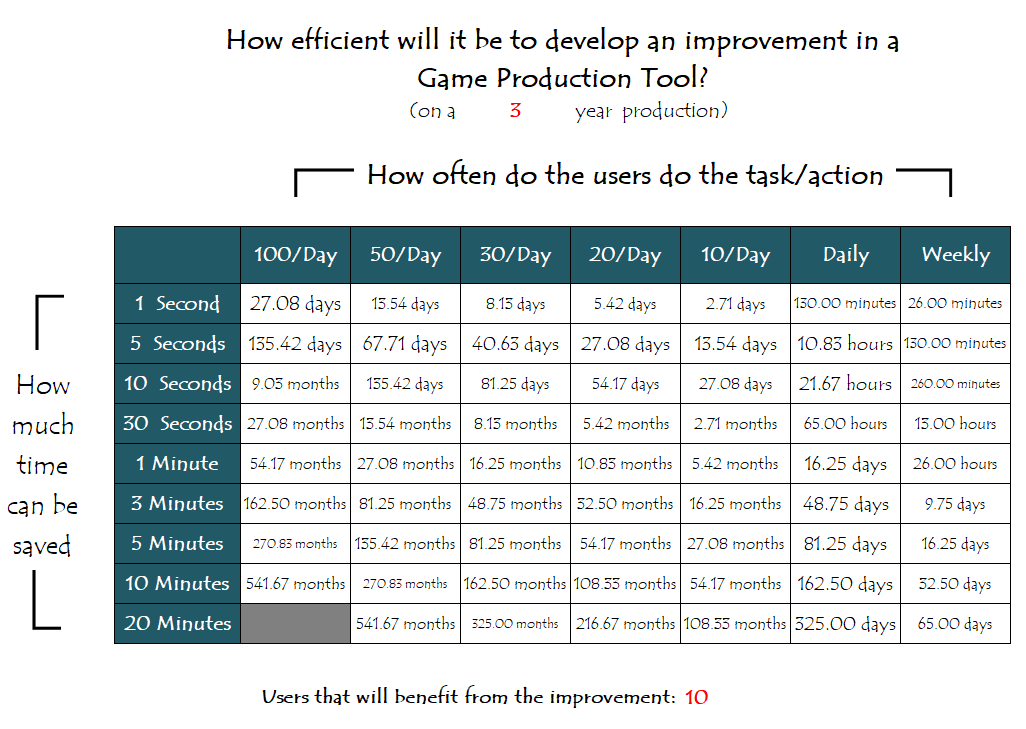 How efficient will it be to develop an improvement in a
Game Production Tool?
(on a 3 year production)
How often do the users do the task/action
100/Day 50/Day 30/Day 20/Day 10/Day Daily Weekly
1 Second 27.08 days 13.54 days 8.13 days 5.42 days 2.71 days 130.00 minutes 26.00 minutes
5 Seconds 135.42 days 67.71 days 40.63 days 27.08 days 13.54 days 10.83 hours 130.00 minutes
10 Seconds 9.03 months 135.42 days 81.25 days 54.17 days 27.08 days 21.67 hours 260.00 minutes
30 Seconds 27.08 months 13.54 months 8.13 months 5.42 months 2.71 months 65.00 hours 13.00 hours
1 Minute 54.17 months 27.08 months 16.25 months 10.83 months 5.42 months 16.25 days 26.00 hours
3 Minutes 162.50 months 81.25 months 48.75 months 32.50 months 16.25 months 48.75 days 9.75 days
5 Minutes 270.83 months 135.42 months 81.25 months 54.17 months 27.08 months 81.25 days 16.25 days
10 Minutes 541.67 months 270.83 months 162.50 months 108.33 months 54.17 months 162.50 days 32.50 days
20 Minutes 541.67 months 325.00 months 216.67 months 108.33 months 325.00 days 65.00 days
How
much
time
can be
saved
Users that will benefit from the improvement: 10